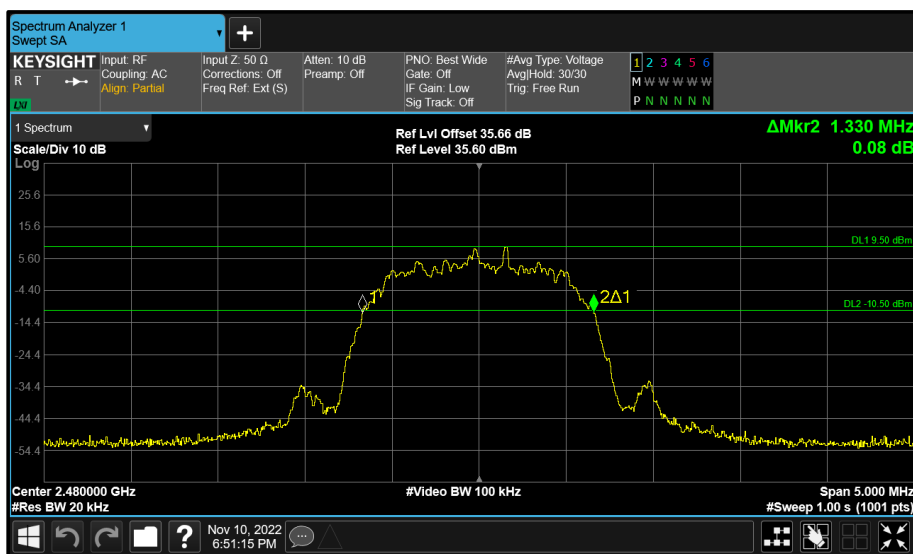 Spectrum Analyzer 1
Swept SA
KEYSIGHT
R T
LXI
Input: RF
Coupling: AC
Align: Partial
Input Z: 50 Ω
Corrections: Off
Freq Ref: Ext (S)
Atten: 10 dB
Preamp: Off
PNO: Best Wide
Gate: Off
IF Gain: Low
Sig Track: Off
#Avg Type: Voltage
Avg|Hold: 30/30
Trig: Free Run
1 2 3 4 5 6
M W W W W W
P N N N N N
1 Spectrum
Scale/Div 10 dB
Log
Ref Lvl Offset 35.66 dB
Ref Level 35.60 dBm
ΔMkr2 1.330 MHz
0.08 dB
25.6
15.6
5.60
-4.40
-14.4
-24.4
-34.4
-44.4
-54.4
DL1 9.50 dBm
1
2Δ1
DL2 -10.50 dBm
Center 2.480000 GHz
#Res BW 20 kHz
#Video BW 100 kHz
Span 5.000 MHz
#Sweep 1.00 s (1001 pts)
?
Nov 10, 2022
6:51:15 PM